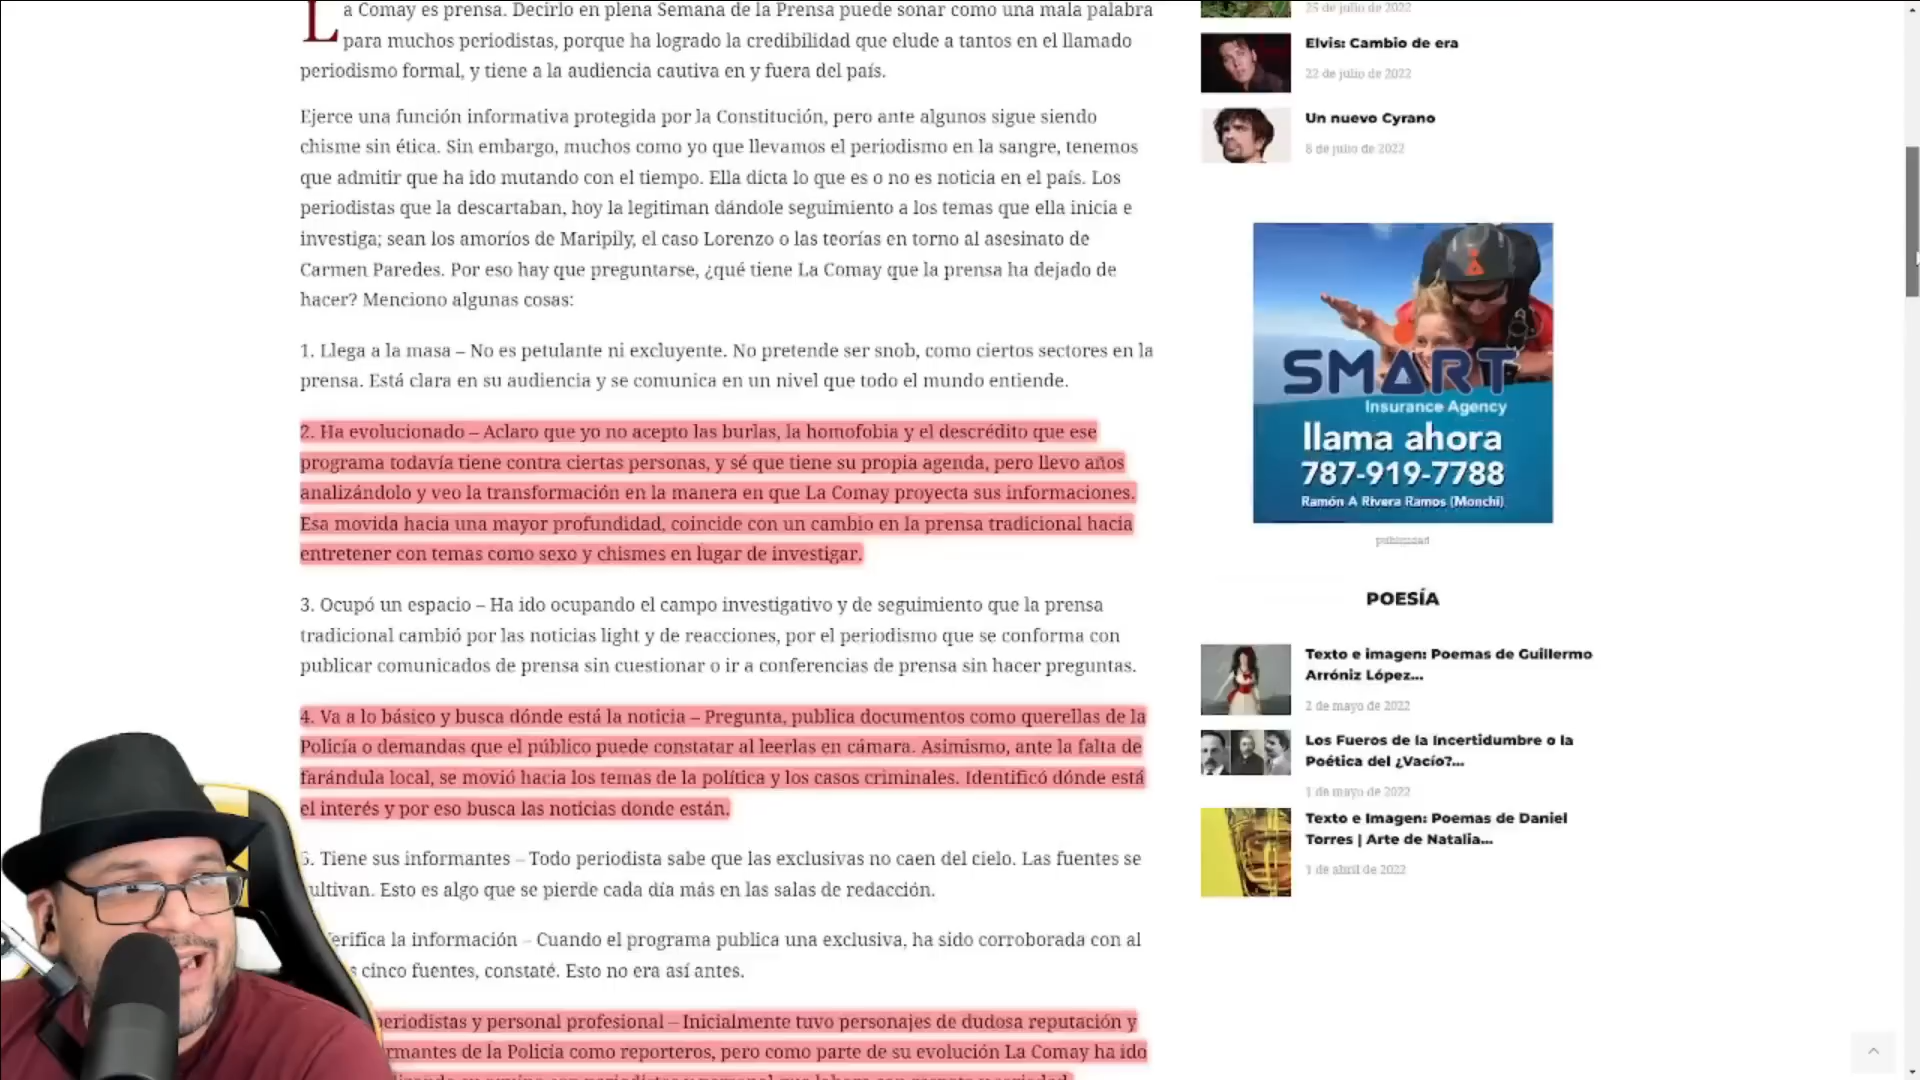 La Comay es prensa. Decirlo en plena Semana de la Prensa puede sonar como una mala palabra
para muchos periodistas, porque ha logrado la credibilidad que elude a tantos en el llamado
periodismo formal, y tiene a la audiencia cautiva en y fuera del país.
Ejerce una función informativa protegida por la Constitución, pero ante algunos sigue siendo
chisme sin ética. Sin embargo, muchos como yo que llevamos el periodismo en la sangre, tenemos
que admitir que ha ido mutando con el tiempo. Ella dicta lo que es o no es noticia en el país. Los
periodistas que la descartaban, hoy la legitiman dándole seguimiento a los temas que ella inicia e
investiga; sean los amoríos de Maripily, el caso Lorenzo o las teorías en torno al asesinato de
Carmen Paredes. Por eso hay que preguntarse, ¿qué tiene La Comay que la prensa ha dejado de
hacer? Menciono algunas cosas:
1. Llega a la masa – No es petulante ni excluyente. No pretende ser snob, como ciertos sectores en la
prensa. Está clara en su audiencia y se comunica en un nivel que todo el mundo entiende.
2. Ha evolucionado – Aclaro que yo no acepto las burlas, la homofobia y el descrédito que ese
programa todavía tiene contra ciertas personas, y sé que tiene su propia agenda, pero llevo años
analizándolo y veo la transformación en la manera en que La Comay proyecta sus informaciones.
Esa movida hacia una mayor profundidad, coincide con un cambio en la prensa tradicional hacia
entretener con temas como sexo y chismes en lugar de investigar.
3. Ocupó un espacio – Ha ido ocupando el campo investigativo y de seguimiento que la prensa
tradicional cambió por las noticias light y de reacciones, por el periodismo que se conforma con
publicar comunicados de prensa sin cuestionar o ir a conferencias de prensa sin hacer preguntas.
4. Va a lo básico y busca dónde está la noticia – Pregunta, publica documentos como querellas de la
Policía o demandas que el público puede constatar al leerlas en cámara. Asimismo, ante la falta de
farándula local, se movió hacia los temas de la política y los casos criminales. Identificó dónde está
el interés y por eso busca las noticias donde están.
5. Tiene sus informantes – Todo periodista sabe que las exclusivas no caen del cielo. Las fuentes se
ultivan. Esto es algo que se pierde cada día más en las salas de redacción.
erifica la información – Cuando el programa publica una exclusiva, ha sido corroborada con al
s cinco fuentes, constaté. Esto no era así antes.
periodistas y personal profesional – Inicialmente tuvo personajes de dudosa reputación y
rmantes de la Policía como reporteros, pero como parte de su evolución La Comay ha ido
25 de julio de 2022
Elvis: Cambio de era
22 de julio de 2022
Un nuevo Cyrano
8 de julio de 2022
SMART
Insurance Agency
llama ahora
787-919-7788
Ramón A Rivera Ramos (Monchi)
publicidad
POESÍA
Texto e imagen: Poemas de Guillermo
Arróniz López...
2 de mayo de 2022
Los Fueros de la Incertidumbre o la
Poética del ¿Vacío?...
1 de mayo de 2022
Texto e Imagen: Poemas de Daniel
Torres | Arte de Natalia...
1 de abril de 2022